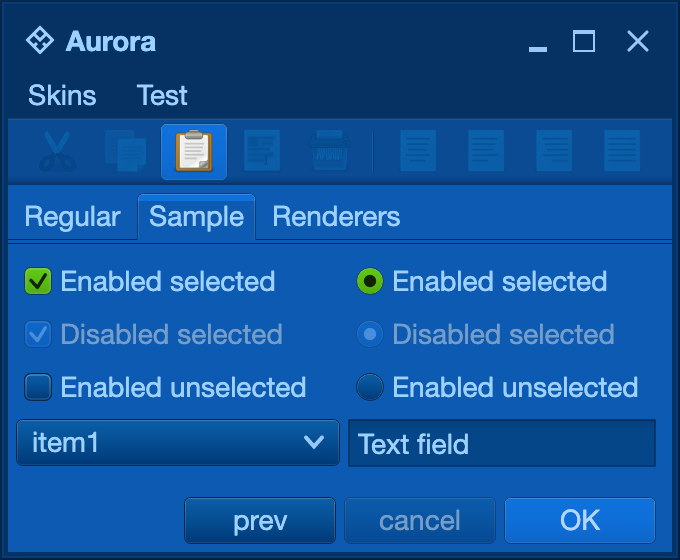 Aurora
Skins Test
Regular Sample Renderers
Enabled selected Enabled selected
Disabled selected Disabled selected
Enabled unselected Enabled unselected
item1 Text field
prev cancel OK